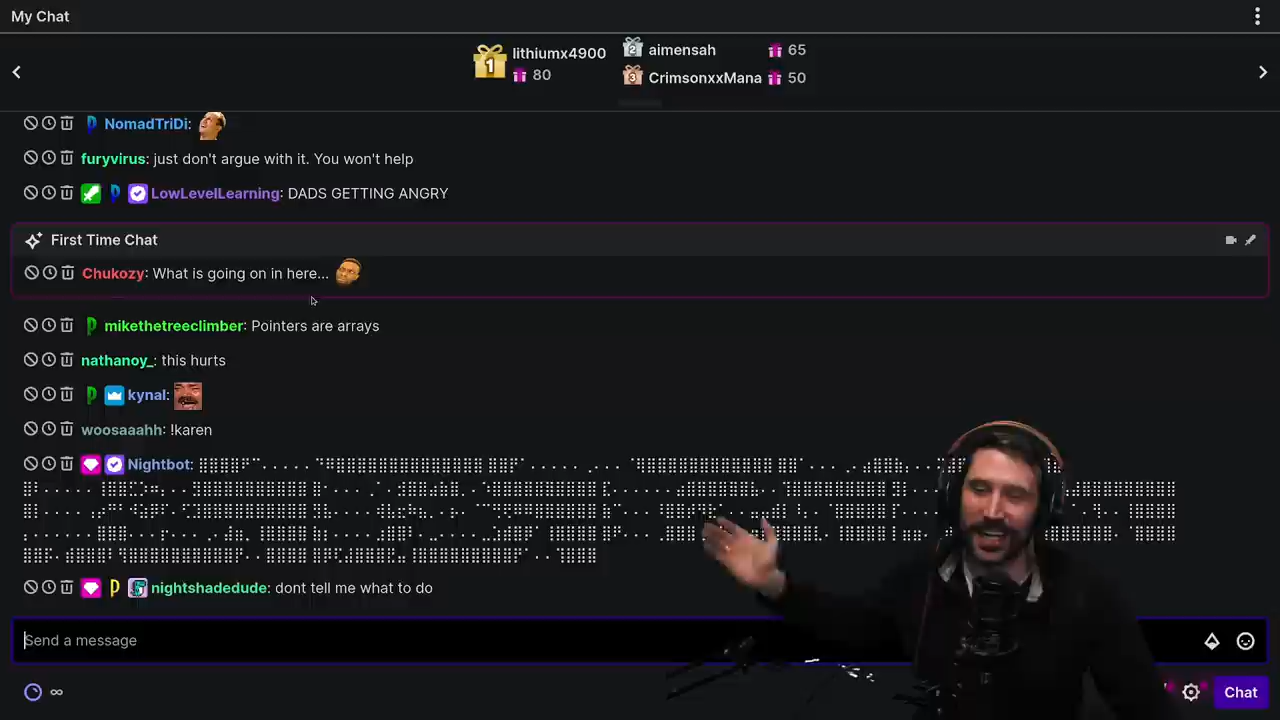 My Chat
lithiumx4900
80
aimensah 65
CrimsonxxMana 50
NomadTriDi:
furyvirus: just don't argue with it. You won't help
LowLevelLearning: DADS GETTING ANGRY
First Time Chat
Chukozy: What is going on in here...
mikethetreeclimber: Pointers are arrays
nathanoy_: this hurts
kynal:
woosaaahh: !karen
Nightbot:
nightshadedude: dont tell me what to do
Send a message
Chat